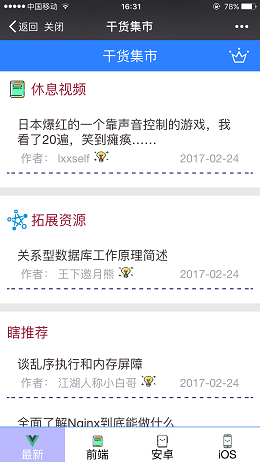 中国移动 16:31 78%
返回 关闭 干货集市
干货集市
休息视频
日本爆红的一个靠声音控制的游戏，我
看了20遍，笑到瘫痪……
作者： lxxself 2017-02-24
拓展资源
关系型数据库工作原理简述
作者： 王下邀月熊 2017-02-24
瞎推荐
谈乱序执行和内存屏障
作者： 江湖人称小白哥 2017-02-24
全面了解Nginx到底能做什么
最新 前端 安卓 iOS